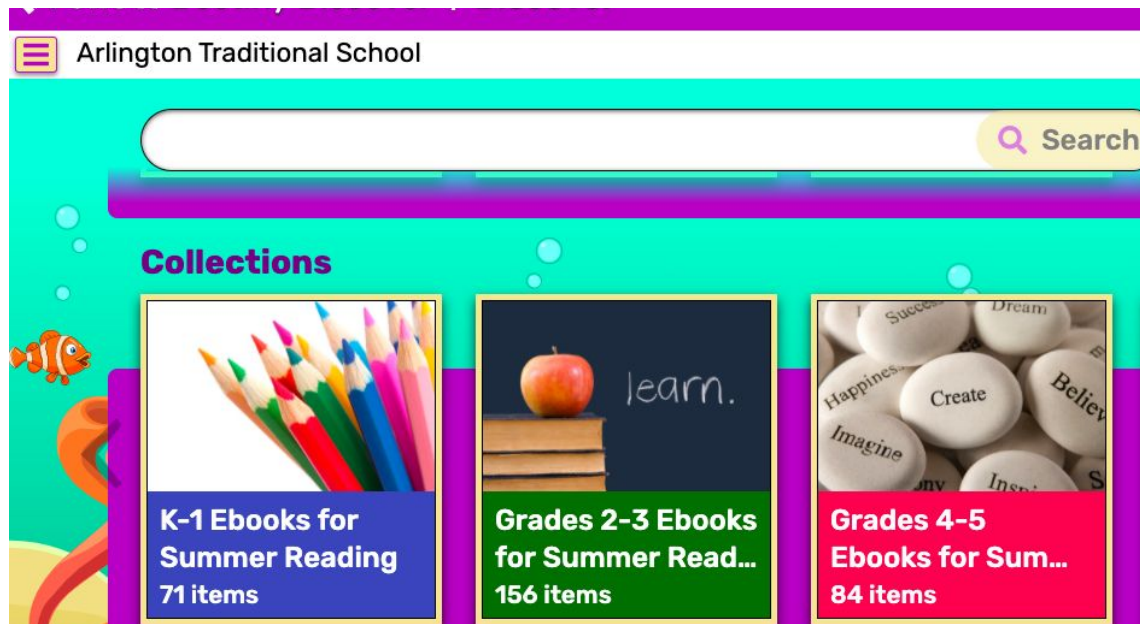 Arlington Traditional School
Search
Collections
learn.
Success
Dream
Happiness
Create
Imagine
K-1 Ebooks for
Summer Reading
71 items
Grades 2-3 Ebooks
for Summer Read...
156 items
Grades 4-5
Ebooks for Sum...
84 items